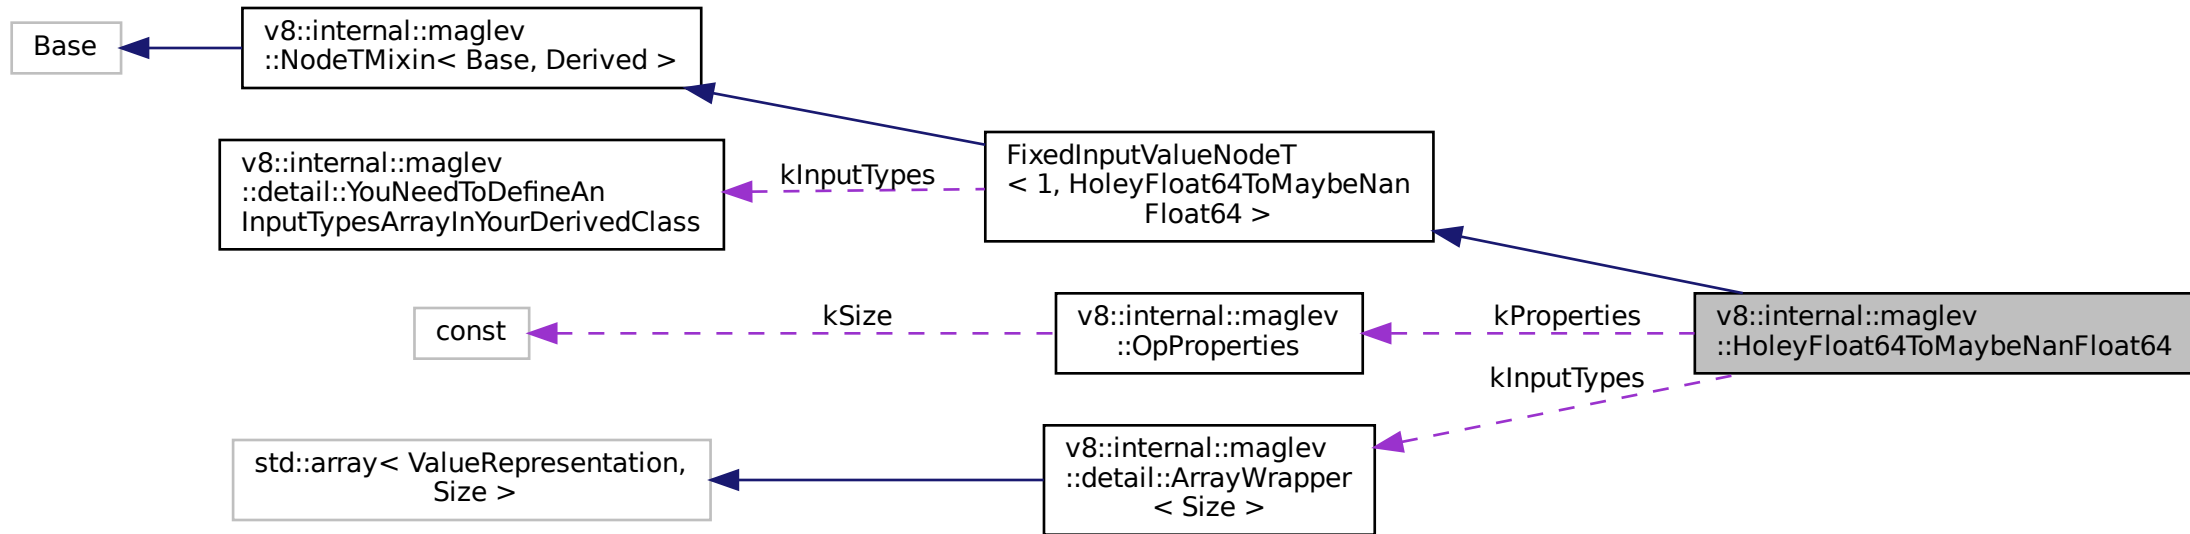 Base
v8::internal::maglev
::NodeTMixin< Base, Derived >
v8::internal::maglev
::detail::YouNeedToDefineAn
InputTypesArrayInYourDerivedClass
kInputTypes
FixedInputValueNodeT
< 1, HoleyFloat64ToMaybeNan
Float64 >
const
kSize
v8::internal::maglev
::OpProperties
kProperties
v8::internal::maglev
::HoleyFloat64ToMaybeNanFloat64
kInputTypes
std::array< ValueRepresentation,
Size >
v8::internal::maglev
::detail::ArrayWrapper
< Size >